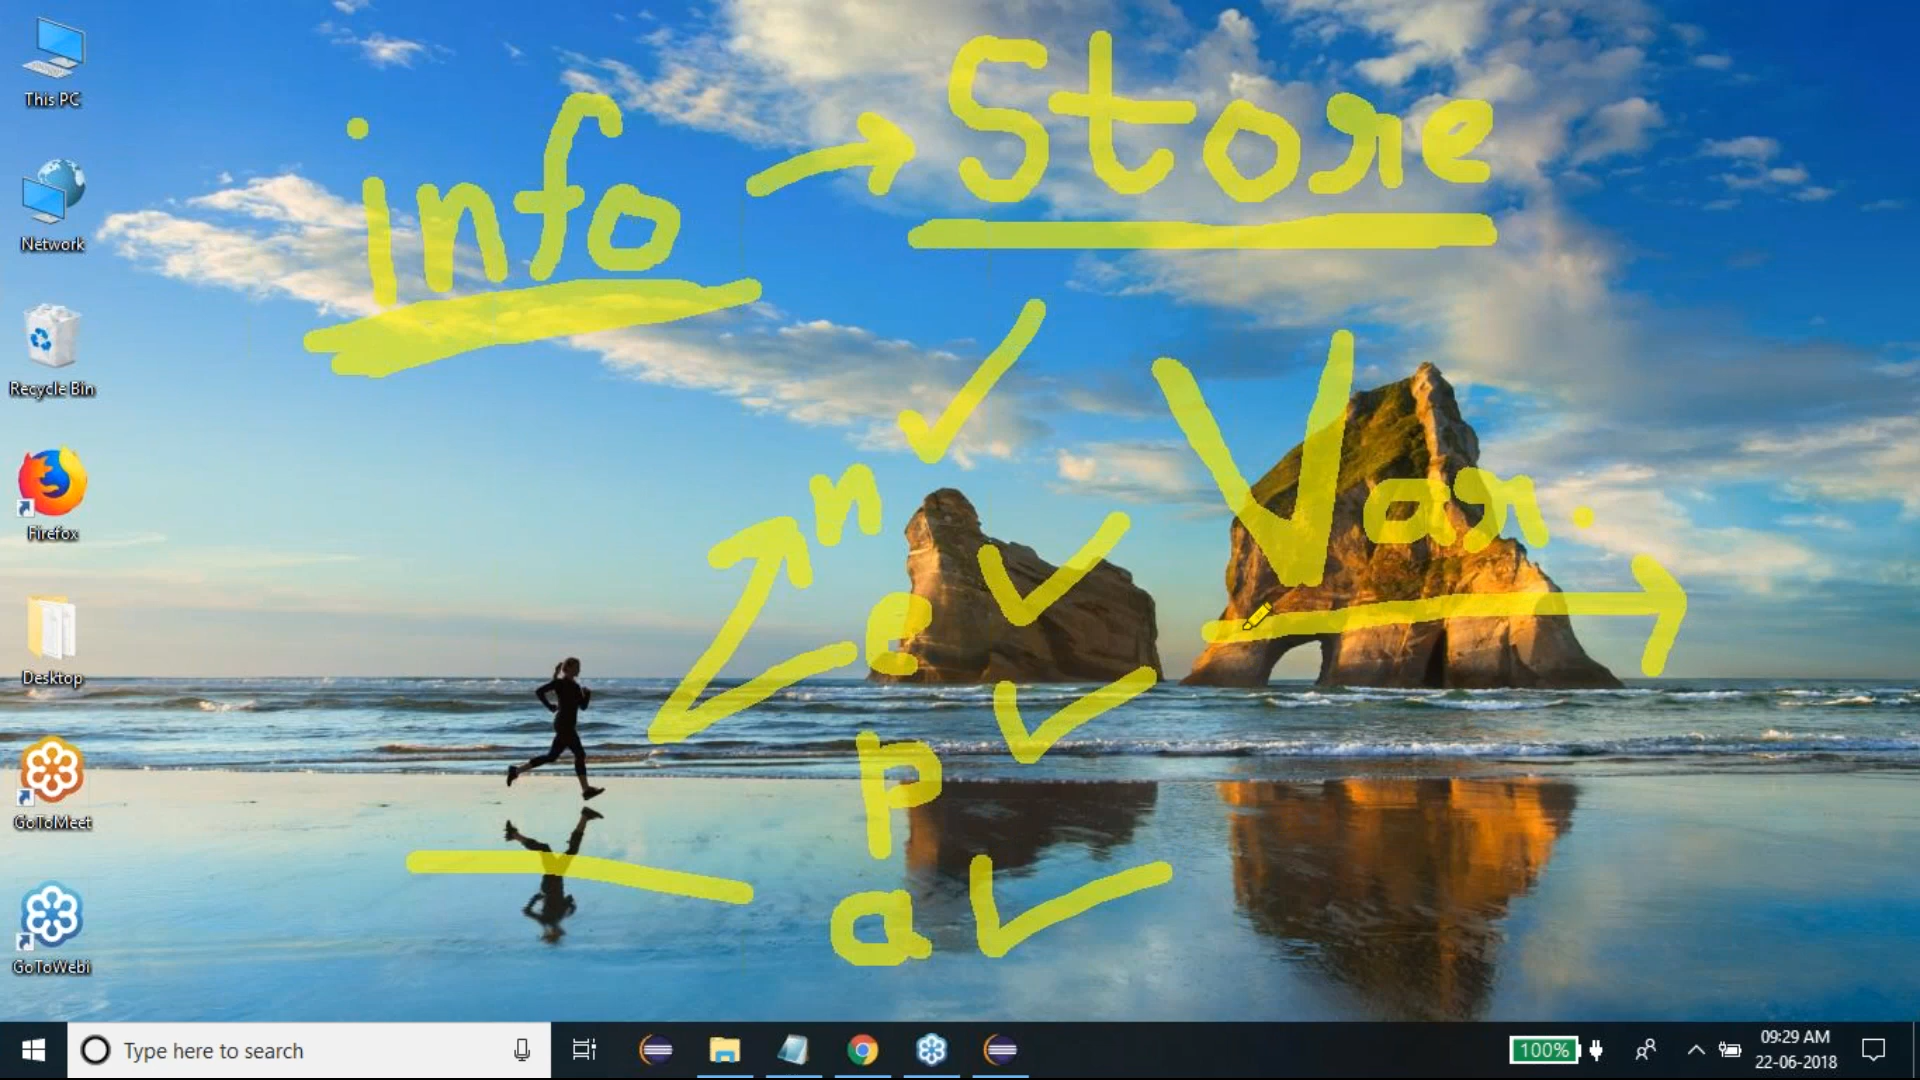 This PC
Network
Recycle Bin
Firefox
Desktop
GoToMeet
GoToWebi
info → Store
Var.
n
e
p
a
Type here to search
100%
09:29 AM
22-06-2018